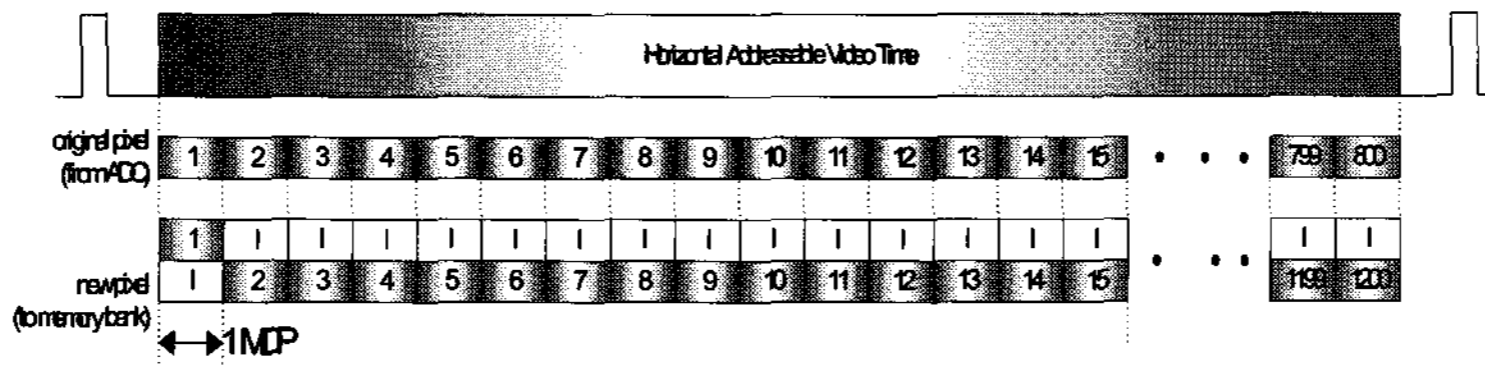 Horizontal Addressable Video Time
original pixel
(from ADC)
1 2 3 4 5 6 7 8 9 10 11 12 13 14 15 • • • 799 800
1 I I I I I I I I I I I I I I • • • I I
new pixel
(to memory bank)
I 2 3 4 5 6 7 8 9 10 11 12 13 14 15 1199 1200
1 MDP